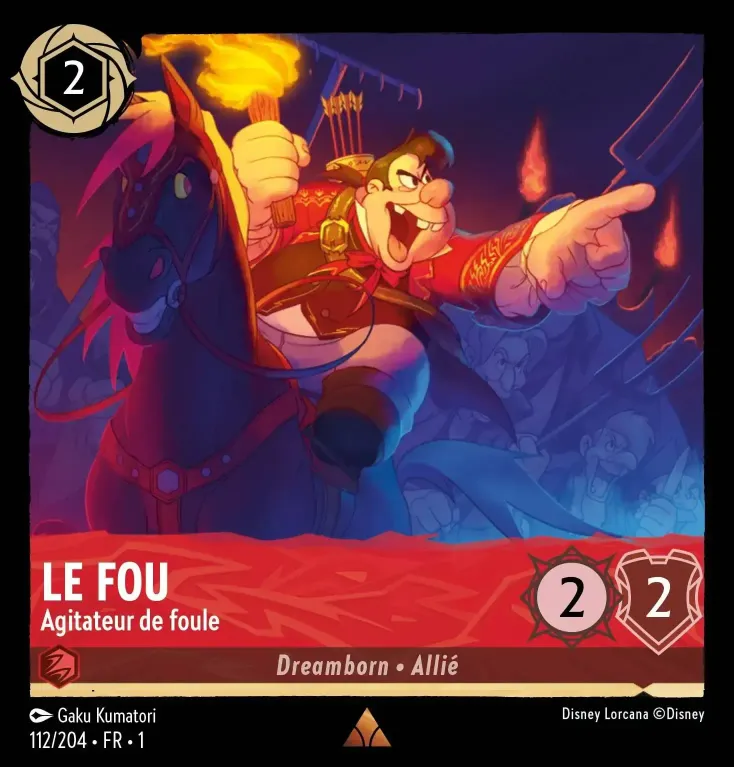 2
LE FOU
Agitateur de foule
2 2
Dreamborn • Allié
Gaku Kumatori
112/204 • FR • 1
Disney Lorcana ©Disney